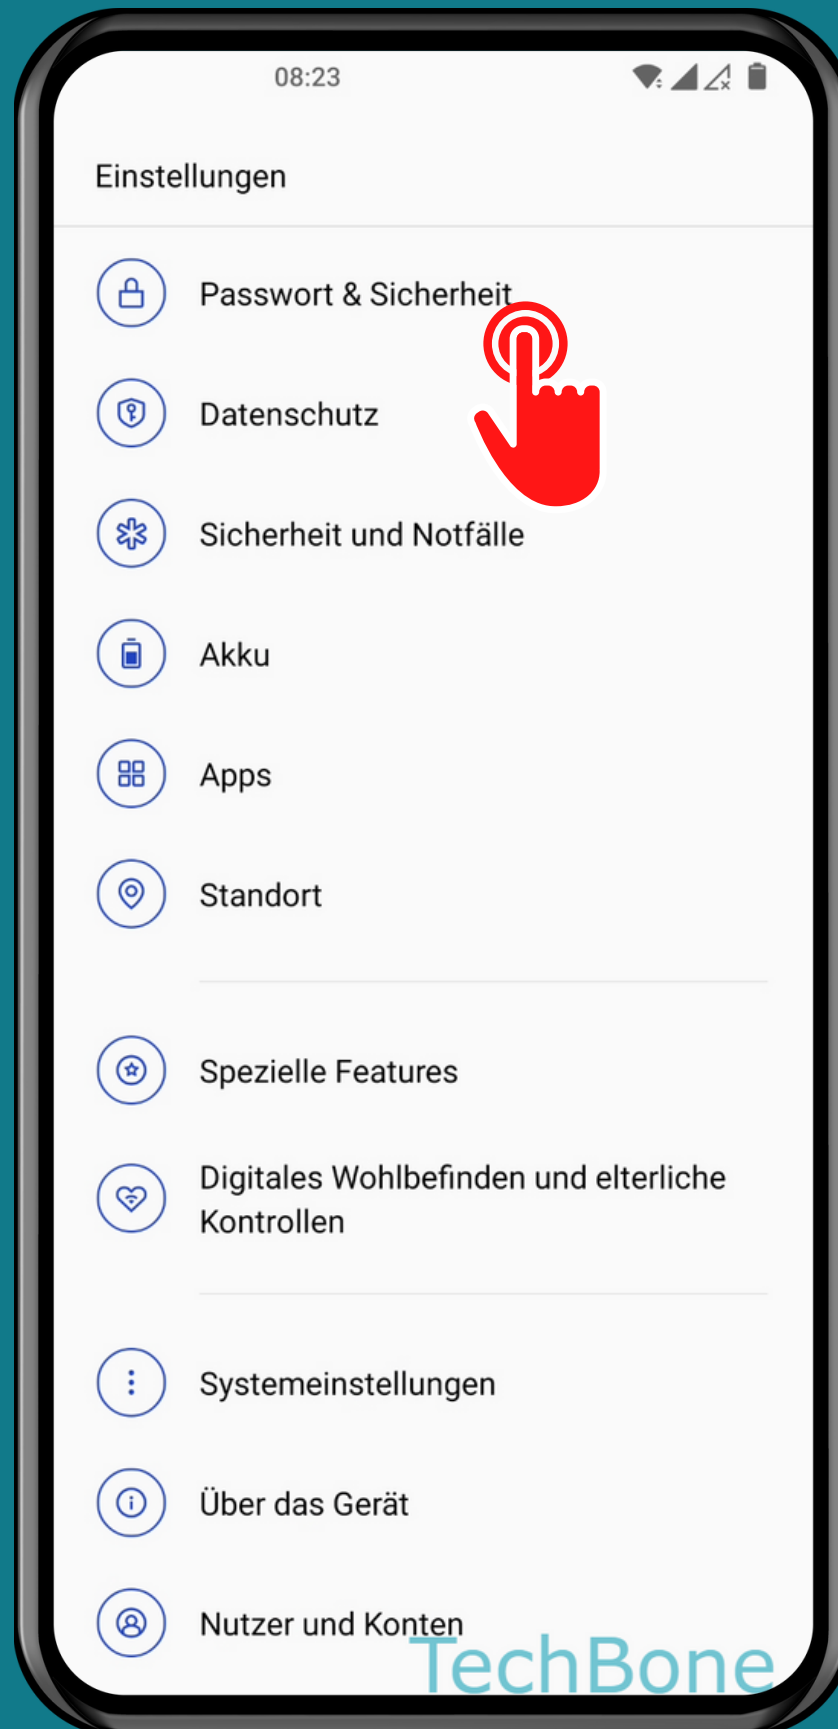 08:23
Einstellungen
Passwort & Sicherheit
Datenschutz
Sicherheit und Notfälle
Akku
Apps
Standort
Spezielle Features
Digitales Wohlbefinden und elterliche
Kontrollen
Systemeinstellungen
Über das Gerät
Nutzer und Konten
TechBone